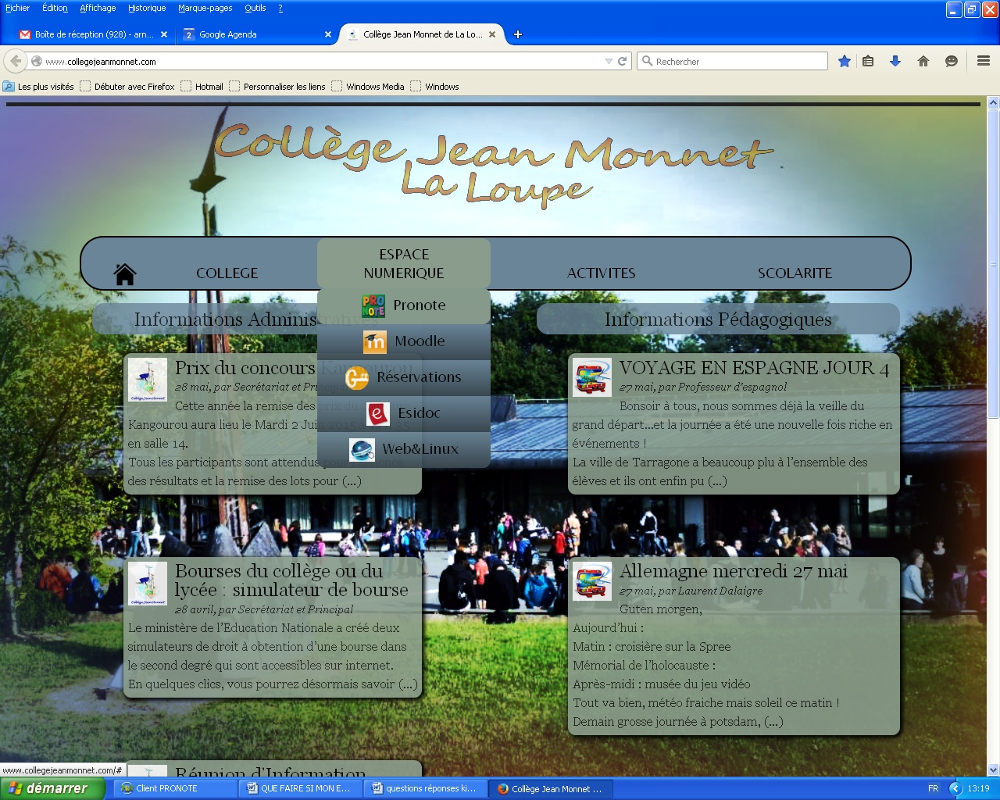 Fichier Édition Affichage Historique Marque-pages Outils ?
Boîte de réception (928) - arn... Google Agenda Collège Jean Monnet de La Lo...
www.collegejeanmonnet.com Rechercher
Les plus visités Débuter avec Firefox Hotmail Personnaliser les liens Windows Media Windows
Collège Jean Monnet
La Loupe
ESPACE
COLLEGE NUMERIQUE ACTIVITES SCOLARITE
PRO NOTE Pronote
Moodle
Réservations
Esidoc
Web&Linux
Informations Administratives
Prix du concours Kangourou
28 mai, par Secrétariat et Principal
Cette année la remise des prix du
Kangourou aura lieu le Mardi 2 Juin 2015
en salle 14.
Tous les participants sont attendus pour
des résultats et la remise des lots pour (...)
Bourses du collège ou du
lycée : simulateur de bourse
28 avril, par Secrétariat et Principal
Le ministère de l'Education Nationale a créé deux
simulateurs de droit à obtention d'une bourse dans
le second degré qui sont accessibles sur internet.
En quelques clics, vous pourrez désormais savoir (...)
Réunion d'Information
Informations Pédagogiques
VOYAGE EN ESPAGNE JOUR 4
27 mai, par Professeur d'espagnol
Bonsoir à tous, nous sommes déjà la veille du
grand départ...et la journée a été une nouvelle fois riche en
événements !
La ville de Tarragone a beaucoup plu à l'ensemble des
élèves et ils ont enfin pu (...)
Allemagne mercredi 27 mai
27 mai, par Laurent Dalaigre
Guten morgen,
Aujourd'hui :
Matin : croisière sur la Spree
Mémorial de l'holocauste :
Après-midi : musée du jeu vidéo
Tout va bien, météo fraiche mais soleil ce matin !
Demain grosse journée à potsdam, (...)
www.collegejeanmonnet.com/#
démarrer Client PRONOTE QUE FAIRE SI MON E... questions réponses ki... Collège Jean Monnet ... FR 13:19